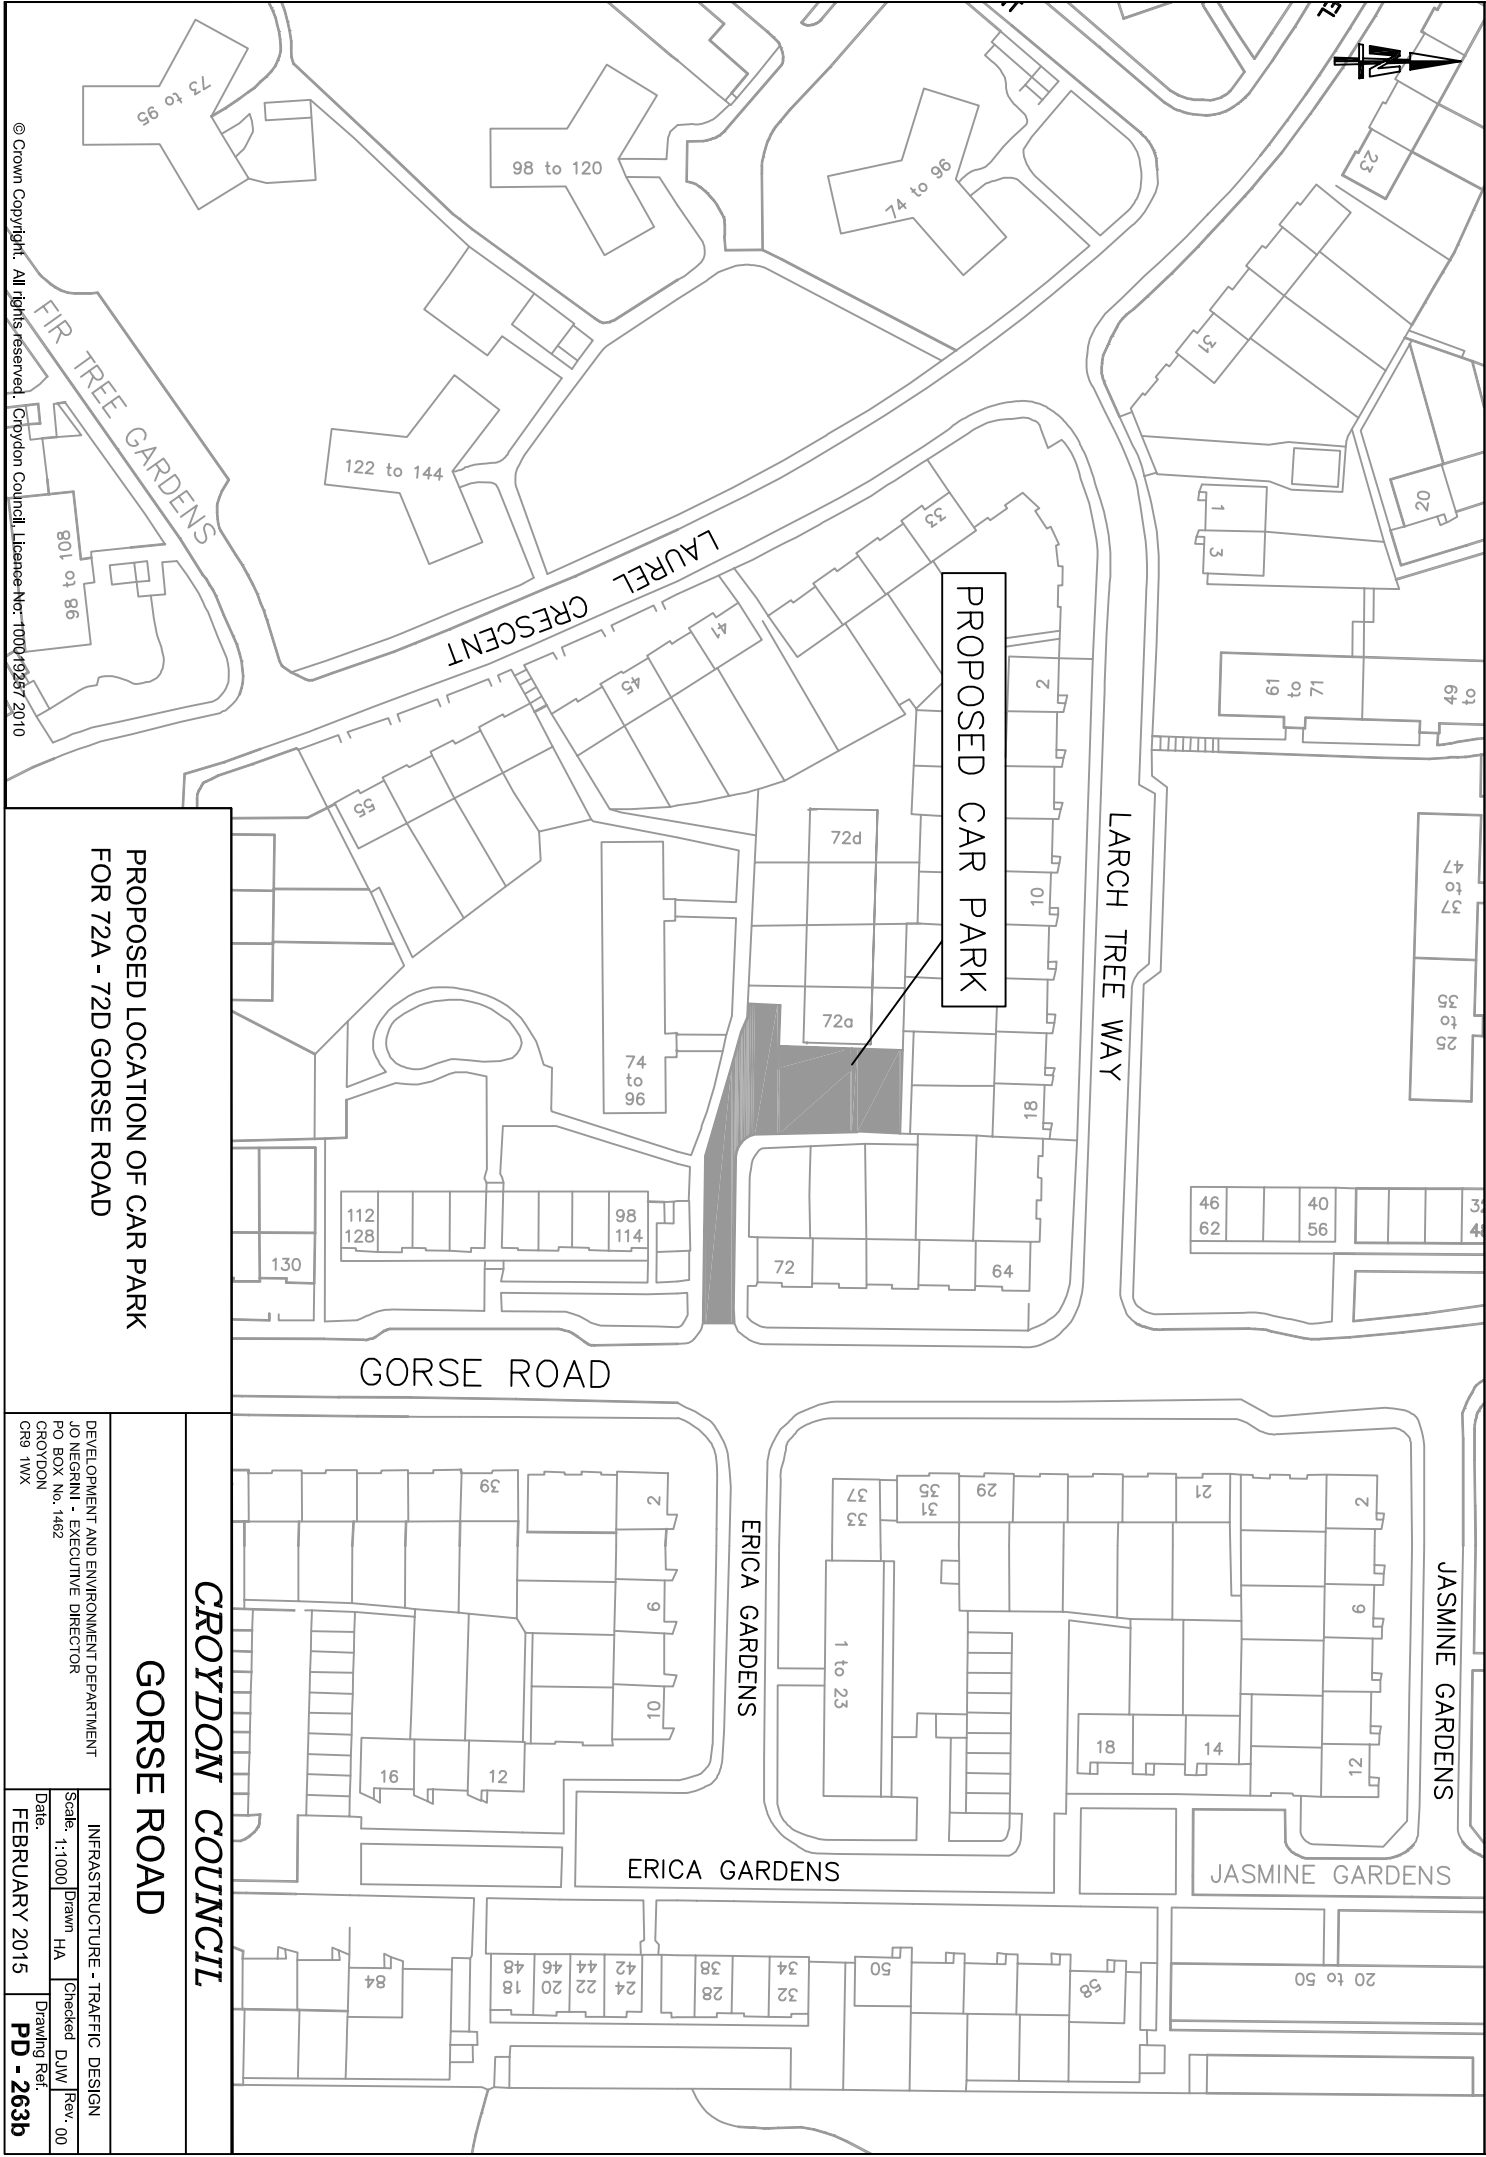 N
23
31
1
3
20
61
to
71
49
to
37
to
47
25
to
35
46
62
40
56
73 to 95
98 to 120
74 to 96
122 to 144
FIR TREE GARDENS
98 to 108
LAUREL CRESCENT
33
41
45
55
PROPOSED CAR PARK
LARCH TREE WAY
2
10
18
72d
72a
74
to
96
112
128
98
114
130
72
64
GORSE ROAD
39
2
6
10
16
12
ERICA GARDENS
37
33
35
31
29
21
1 to 23
2
6
12
18
14
JASMINE GARDENS
ERICA GARDENS
JASMINE GARDENS
84
48
18
46
20
44
22
42
24
38
28
34
32
50
58
20 to 50
© Crown Copyright. All rights reserved. Croydon Council, Licence No: 100019257 2010
PROPOSED LOCATION OF CAR PARK
FOR 72A - 72D GORSE ROAD
CROYDON COUNCIL
GORSE ROAD
DEVELOPMENT AND ENVIRONMENT DEPARTMENT
JO NEGRINI - EXECUTIVE DIRECTOR
PO BOX No. 1462
CROYDON
CR9 1WX
INFRASTRUCTURE - TRAFFIC DESIGN
Scale. 1:1000 Drawn HA Checked DJW Rev. 00
Date. FEBRUARY 2015
Drawing Ref. PD - 263b